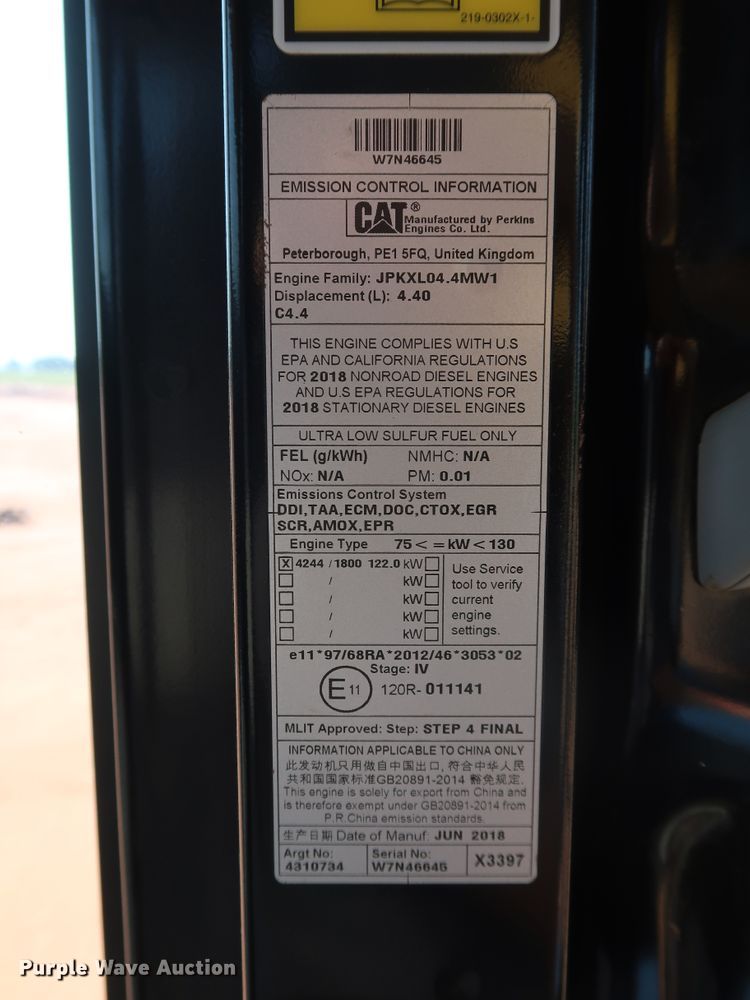 219-0302X-1-
W7N46645
EMISSION CONTROL INFORMATION
CAT® Manufactured by Perkins
Engines Co. Ltd.
Peterborough, PE1 5FQ, United Kingdom
Engine Family: JPKXL04.4MW1
Displacement (L): 4.40
C4.4
THIS ENGINE COMPLIES WITH U.S
EPA AND CALIFORNIA REGULATIONS
FOR 2018 NONROAD DIESEL ENGINES
AND U.S EPA REGULATIONS FOR
2018 STATIONARY DIESEL ENGINES
ULTRA LOW SULFUR FUEL ONLY
FEL (g/kWh) NMHC: N/A
NOx: N/A PM: 0.01
Emissions Control System
DDI,TAA,ECM,DOC,CTOX,EGR
SCR,AMOX,EPR
Engine Type 75 < = kW < 130
X 4244 / 1800 122.0 kW
/ kW
/ kW
/ kW
/ kW
Use Service
tool to verify
current
engine
settings.
e11*97/68RA*2012/46*3053*02
Stage: IV
E11 120R- 011141
MLIT Approved: Step: STEP 4 FINAL
INFORMATION APPLICABLE TO CHINA ONLY
此发动机只用做自中国出口, 符合中华人民
共和国国家标准GB20891-2014 豁免规定.
This engine is solely for export from China and
is therefore exempt under GB20891-2014 from
P.R.China emission standards.
生产日期 Date of Manuf: JUN 2018
Argt No:
4310734
Serial No:
W7N46645
X3397
Purple Wave Auction